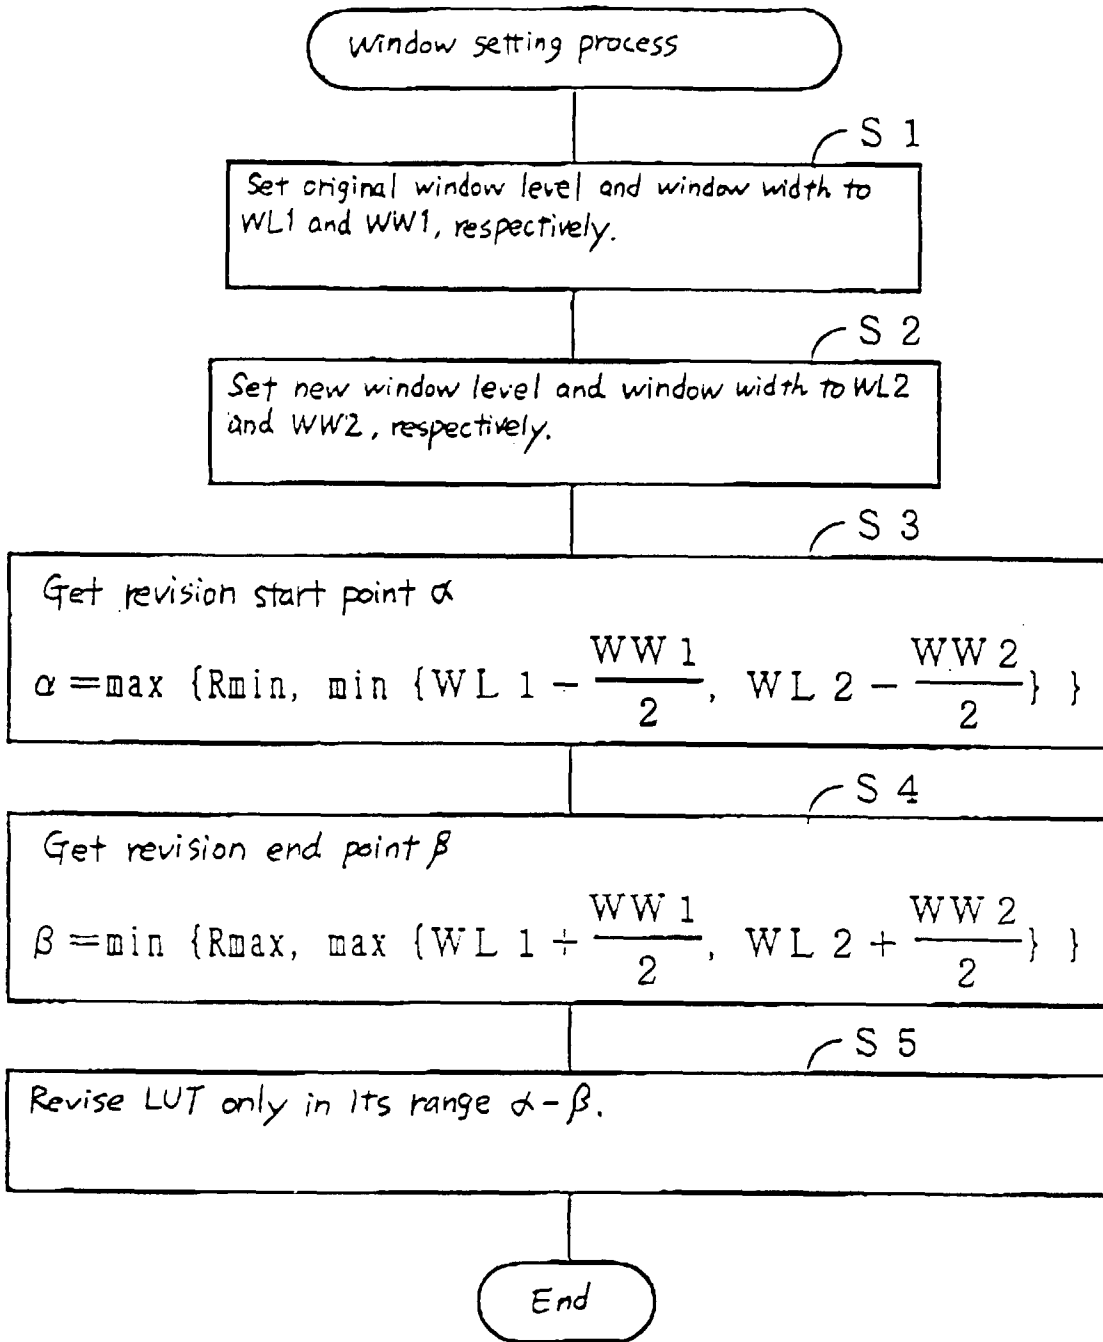 Window setting process
S 1
Set original window level and window width to
WL1 and WW1, respectively.
S 2
Set new window level and window width to WL2
and WW2, respectively.
S 3
Get revision start point α
α=max {Rmin, min {WL 1 - WW 1/2, WL 2 - WW 2/2} }
S 4
Get revision end point β
β=min {Rmax, max {WL 1 + WW 1/2, WL 2 + WW 2/2} }
S 5
Revise LUT only in its range α-β.
End